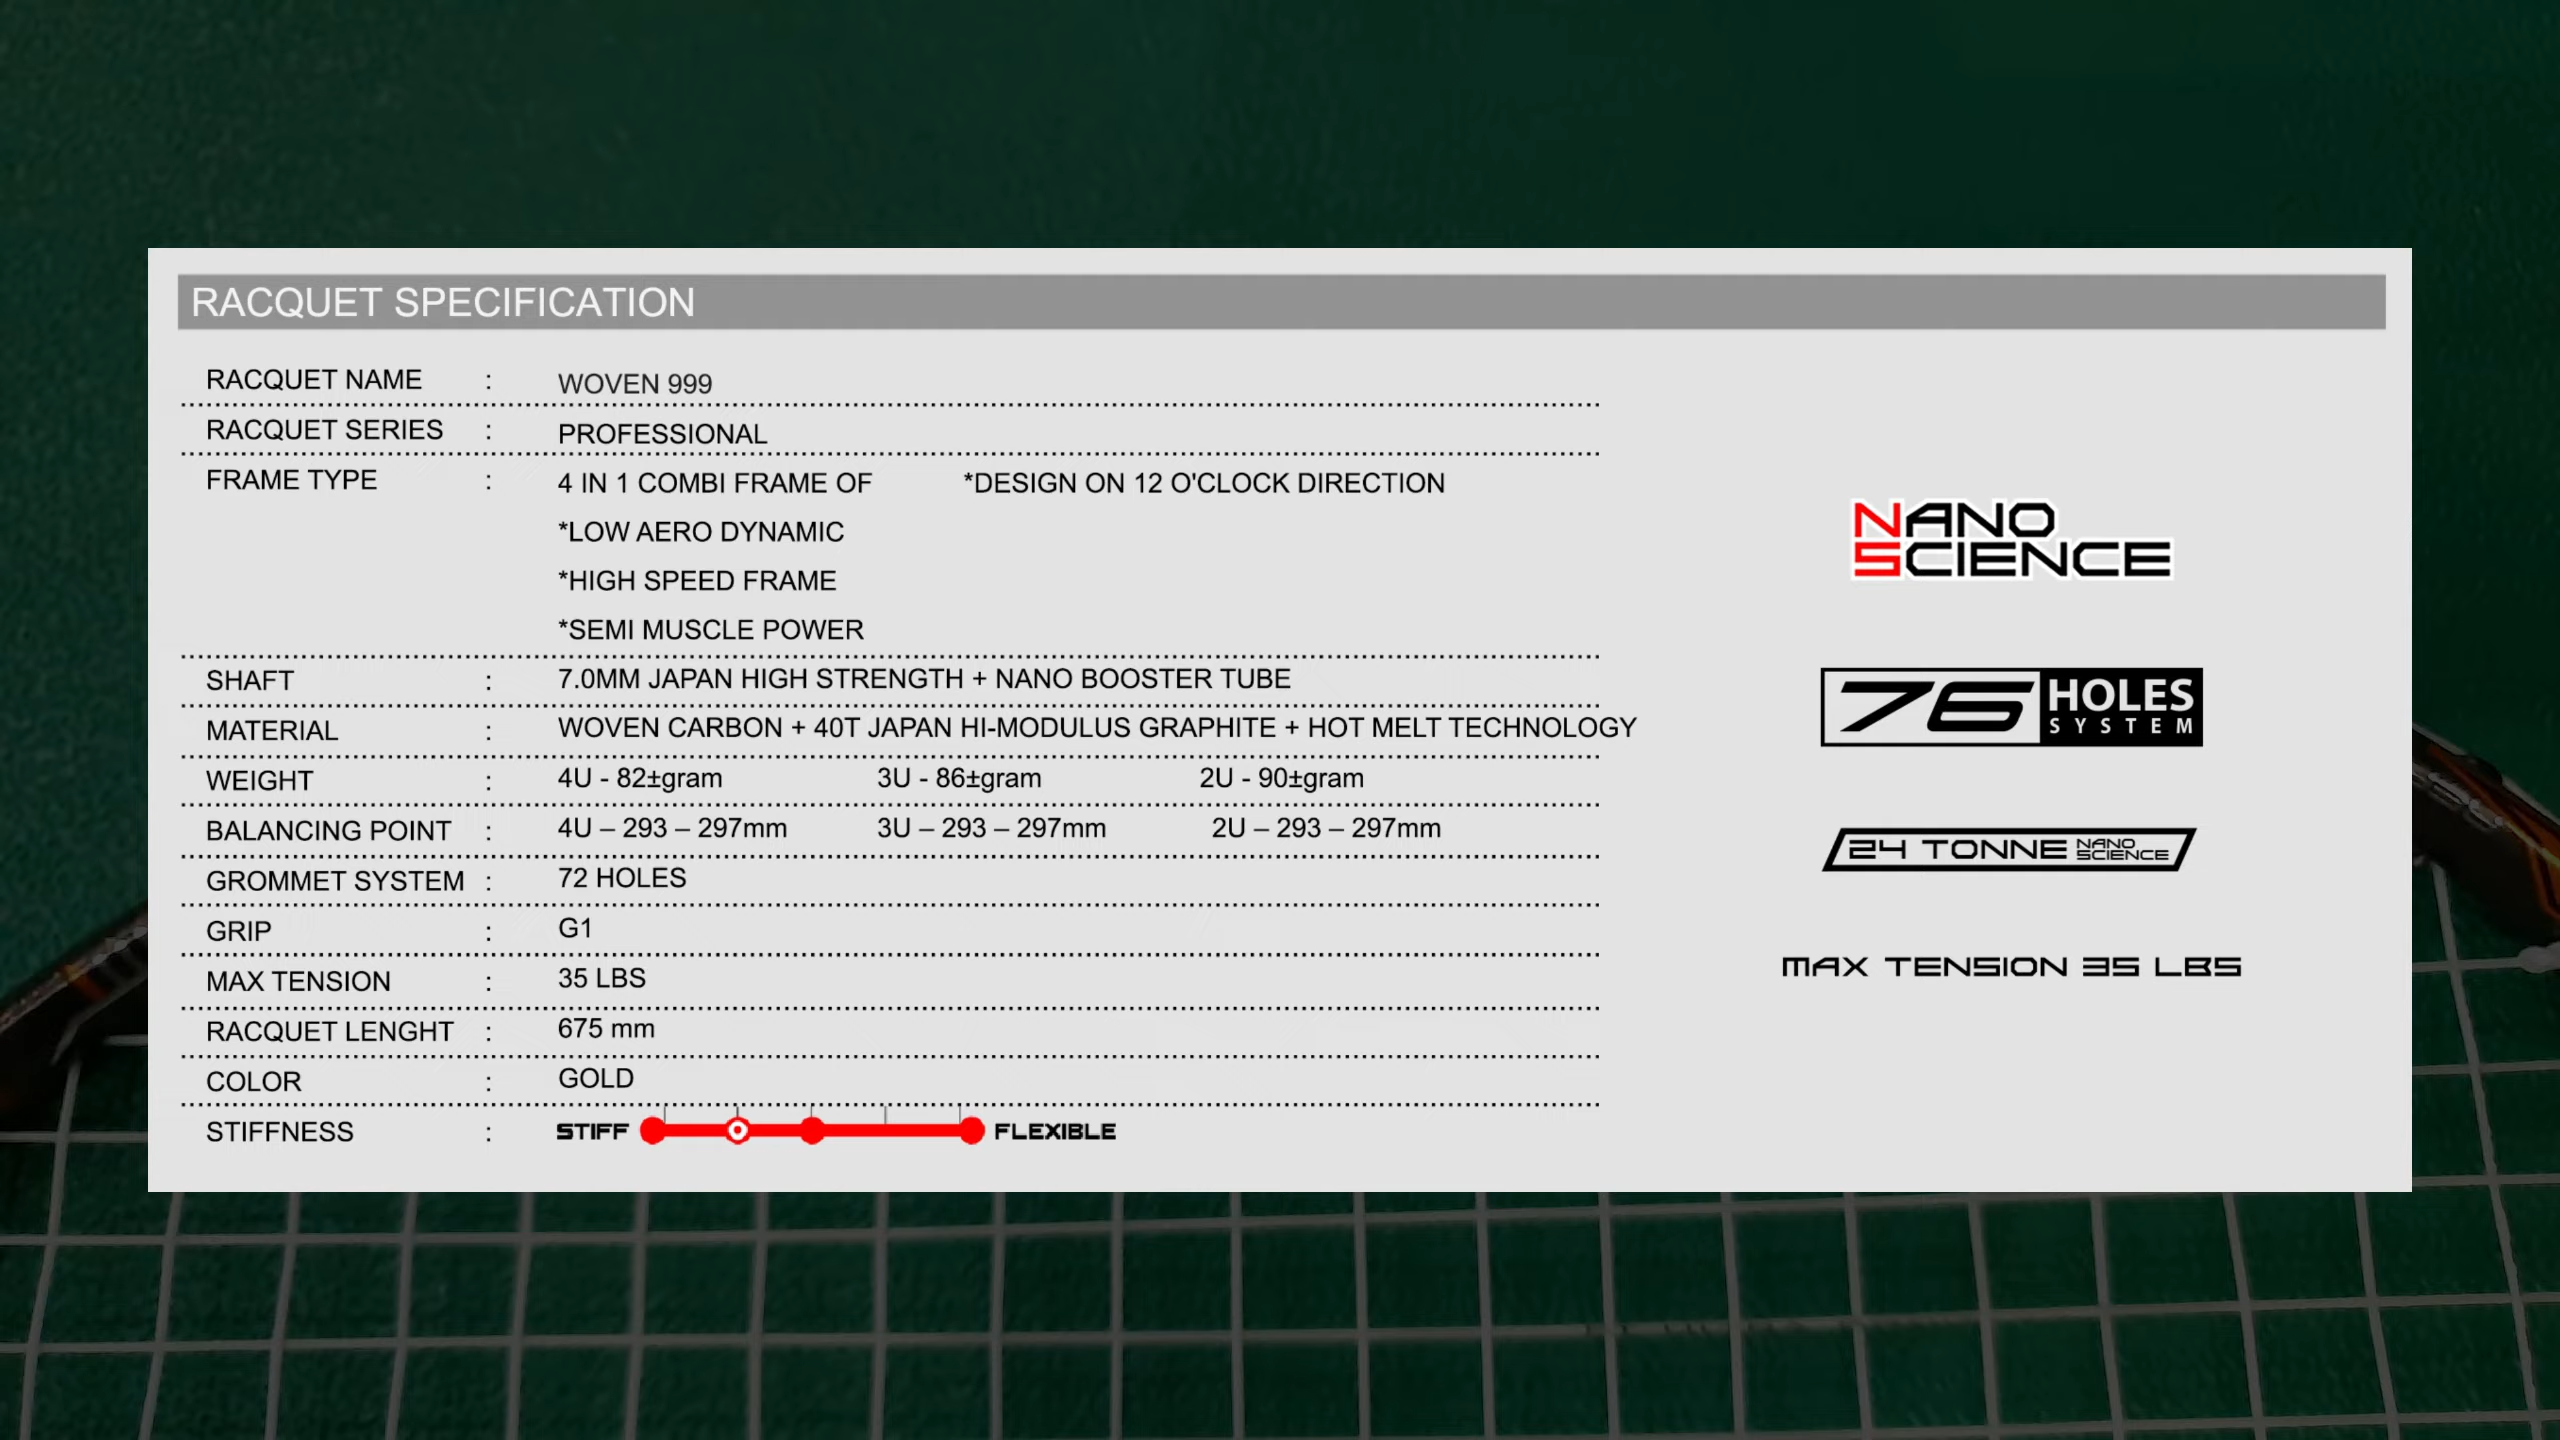 RACQUET SPECIFICATION
RACQUET NAME : WOVEN 999
RACQUET SERIES : PROFESSIONAL
FRAME TYPE : 4 IN 1 COMBI FRAME OF *DESIGN ON 12 O'CLOCK DIRECTION
*LOW AERO DYNAMIC
*HIGH SPEED FRAME
*SEMI MUSCLE POWER
SHAFT : 7.0MM JAPAN HIGH STRENGTH + NANO BOOSTER TUBE
MATERIAL : WOVEN CARBON + 40T JAPAN HI-MODULUS GRAPHITE + HOT MELT TECHNOLOGY
WEIGHT : 4U - 82±gram 3U - 86±gram 2U - 90±gram
BALANCING POINT : 4U – 293 – 297mm 3U – 293 – 297mm 2U – 293 – 297mm
GROMMET SYSTEM : 72 HOLES
GRIP : G1
MAX TENSION : 35 LBS
RACQUET LENGHT : 675 mm
COLOR : GOLD
STIFFNESS : STIFF FLEXIBLE
NANO
SCIENCE
76 HOLES
SYSTEM
24 TONNE NANO
SCIENCE
MAX TENSION 35 LBS